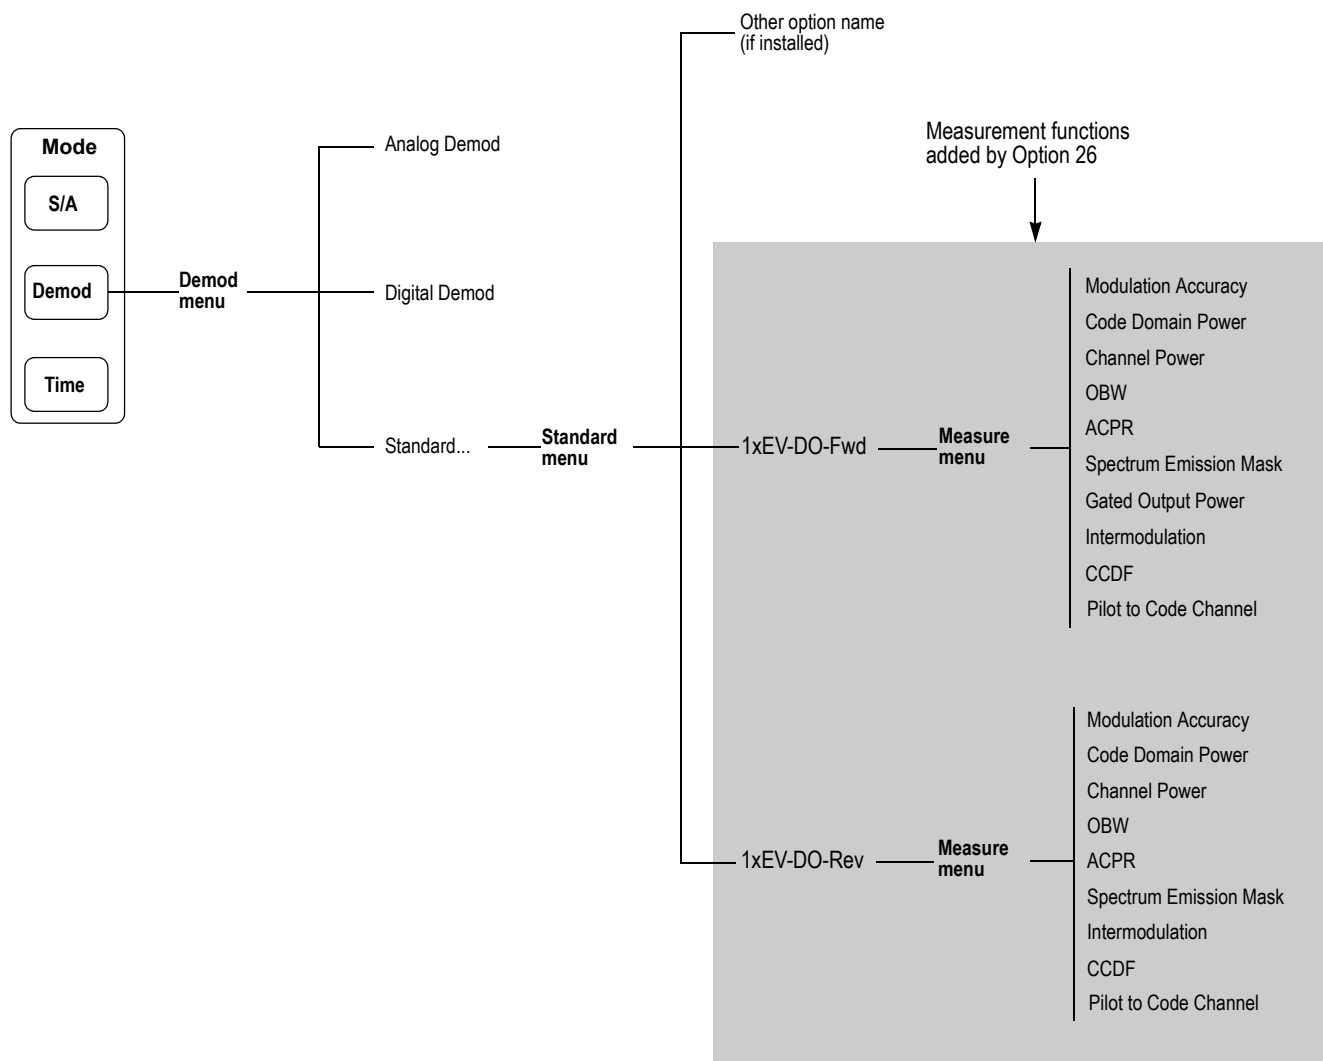 Other option name
(if installed)
Mode
S/A
Demod
Time
Demod
menu
Analog Demod
Digital Demod
Standard...
Standard
menu
Measurement functions
added by Option 26
1xEV-DO-Fwd
Measure
menu
Modulation Accuracy
Code Domain Power
Channel Power
OBW
ACPR
Spectrum Emission Mask
Gated Output Power
Intermodulation
CCDF
Pilot to Code Channel
1xEV-DO-Rev
Measure
menu
Modulation Accuracy
Code Domain Power
Channel Power
OBW
ACPR
Spectrum Emission Mask
Intermodulation
CCDF
Pilot to Code Channel